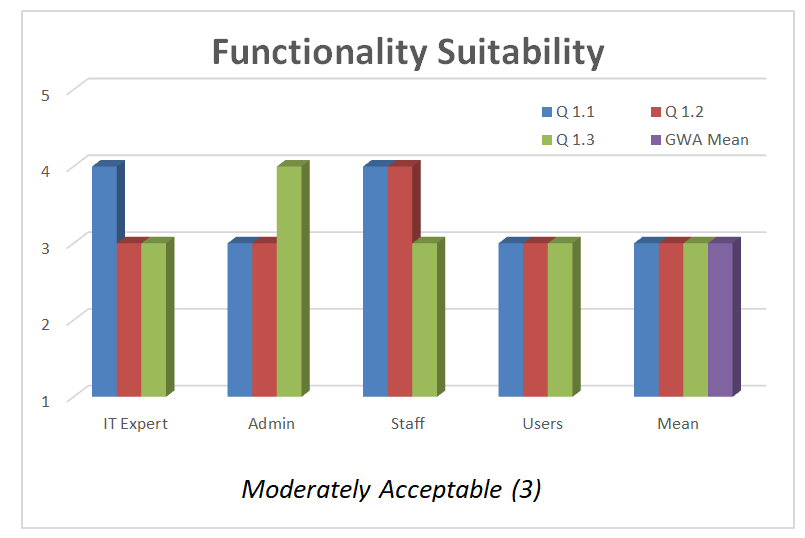 Functionality Suitability
5
Q 1.1 Q 1.2
Q 1.3 GWA Mean
4
3
2
1
IT Expert Admin Staff Users Mean
Moderately Acceptable (3)